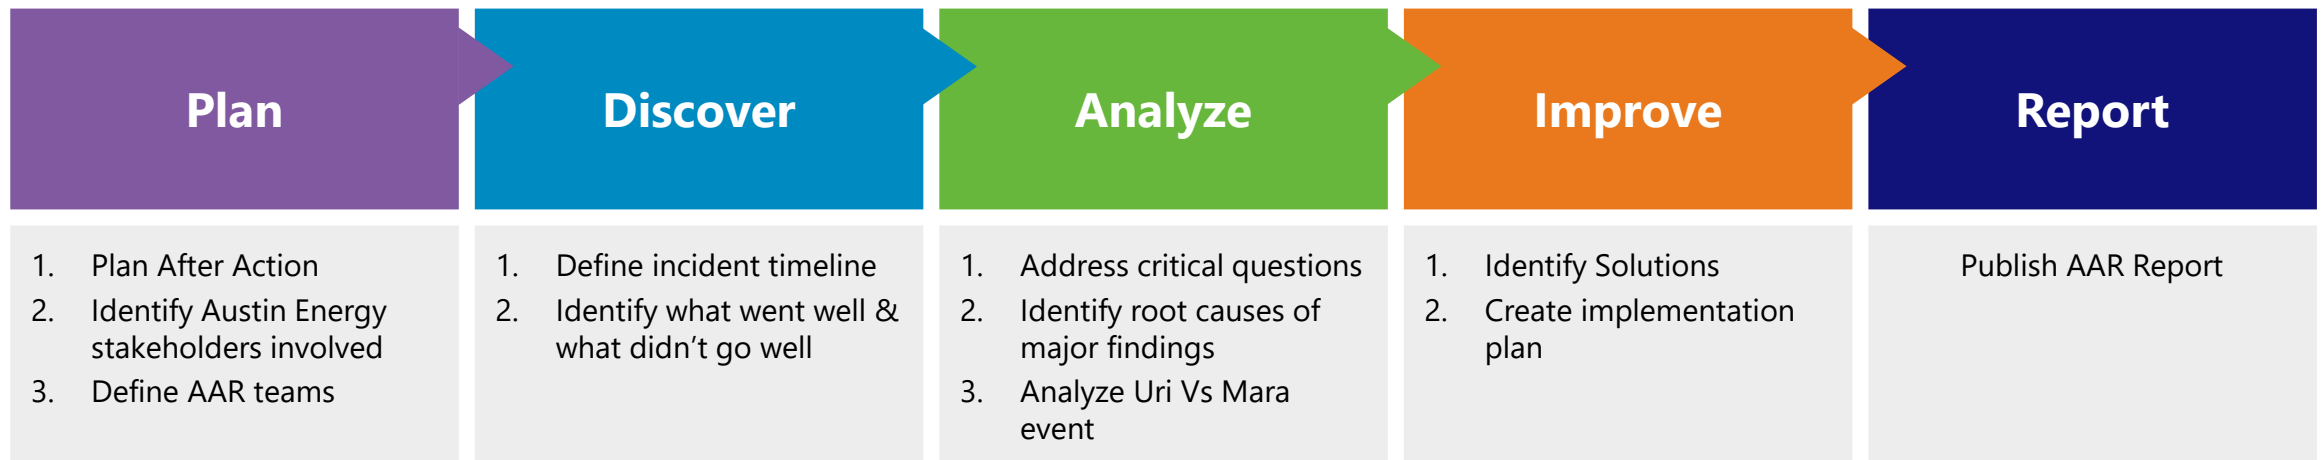 Plan
1. Plan After Action
2. Identify Austin Energy
stakeholders involved
3. Define AAR teams
Discover
1. Define incident timeline
2. Identify what went well &
what didn’t go well
Analyze
1. Address critical questions
2. Identify root causes of
major findings
3. Analyze Uri Vs Mara
event
Improve
1. Identify Solutions
2. Create implementation
plan
Report
Publish AAR Report